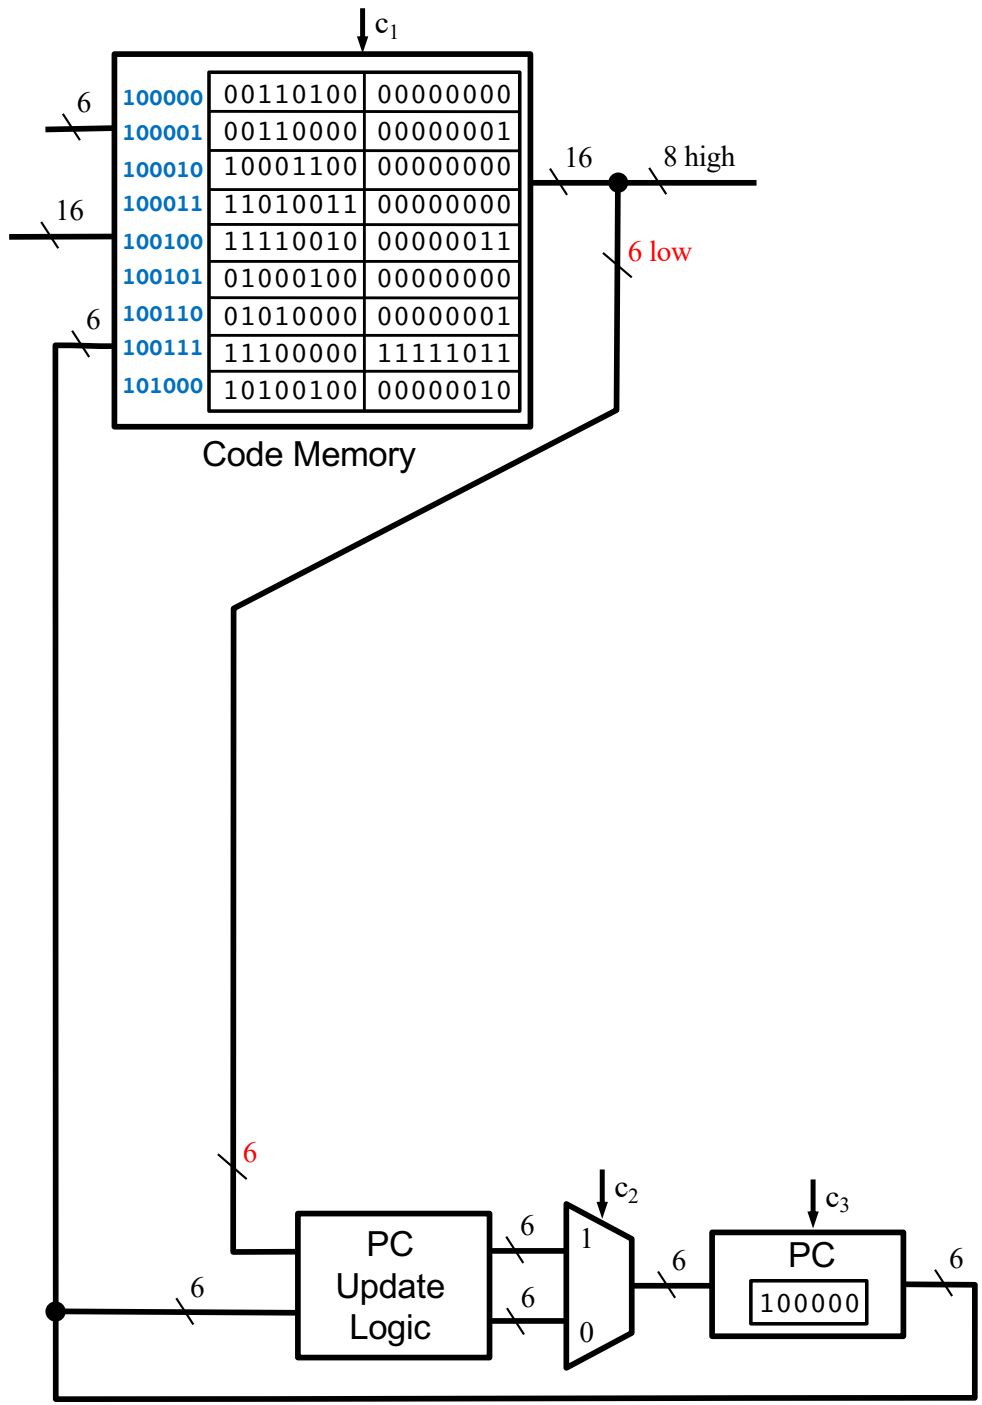 c1
6
16
6
100000 00110100 00000000
100001 00110000 00000001
100010 10001100 00000000
100011 11010011 00000000
100100 11110010 00000011
100101 01000100 00000000
100110 01010000 00000001
100111 11100000 11111011
101000 10100100 00000010
Code Memory
16
8 high
6 low
6
6
PC
Update
Logic
6
6
c2
1
0
6
c3
PC
100000
6